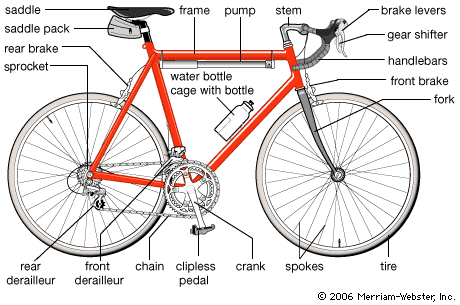 saddle
frame
pump
stem
brake levers
saddle pack
gear shifter
rear brake
handlebars
sprocket
water bottle
cage with bottle
front brake
fork
rear
derailleur
front
derailleur
chain
clipless
pedal
crank
spokes
tire
© 2006 Merriam-Webster, Inc.